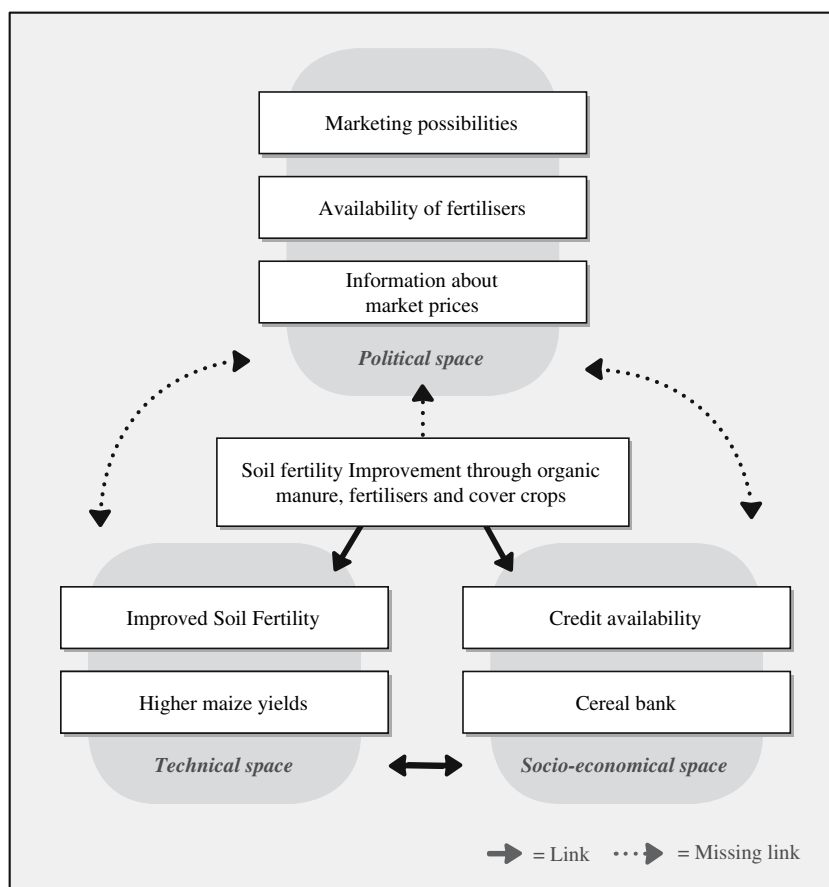 Marketing possibilities
Availability of fertilisers
Information about
market prices
Political space
Soil fertility Improvement through organic
manure, fertilisers and cover crops
Improved Soil Fertility
Higher maize yields
Technical space
Credit availability
Cereal bank
Socio-economical space
= Link
= Missing link